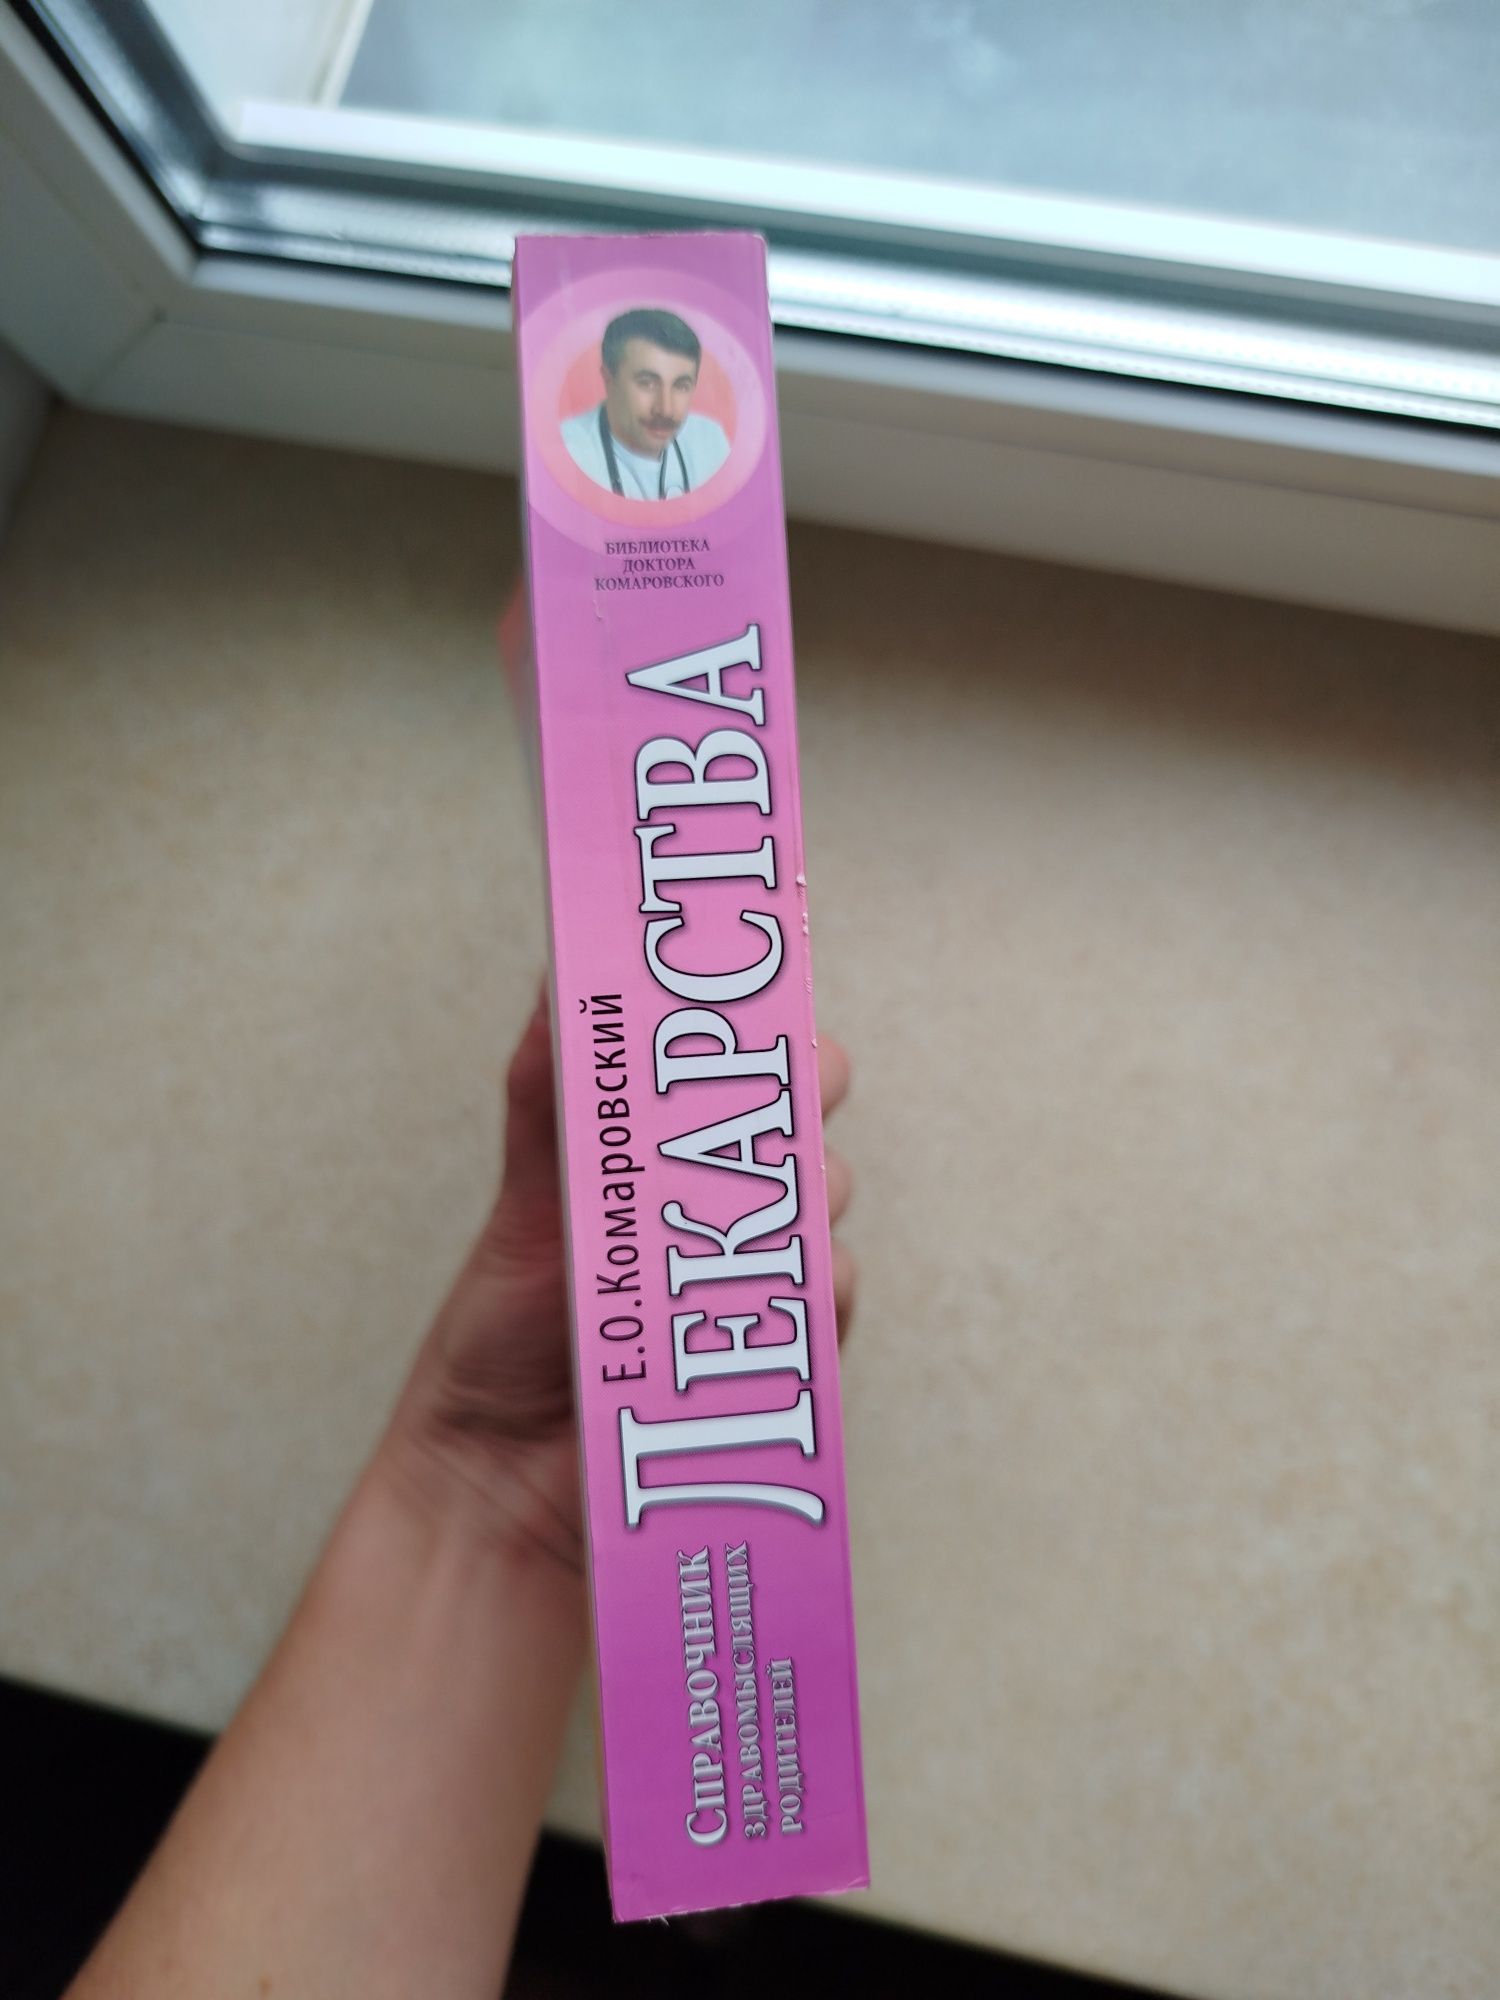 БИБЛИОТЕКА
ДОКТОРА
КОМАРОВСКОГО
Е.О.Комаровский
ЛЕКАРСТВА
СПРАВОЧНИК
ЗДРАВОМЫСЛЯЩИХ
РОДИТЕЛЕЙ